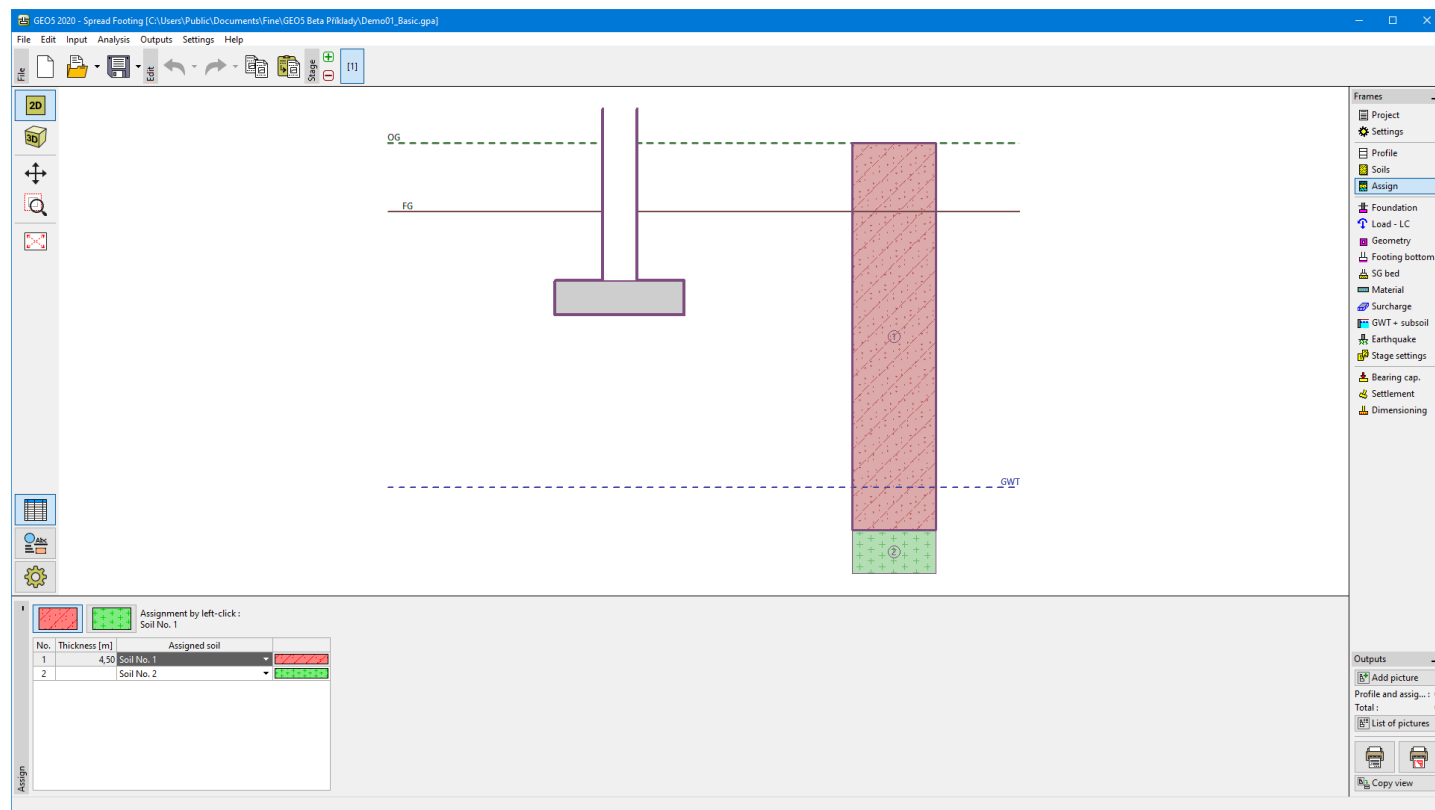 GEO5 2020 - Spread Footing [C:\Users\Public\Documents\Fine\GEO5 Beta Příklady\Demo01_Basic.gpa]
File Edit Input Analysis Outputs Settings Help
File
Edit
Stage
[1]
2D
3D
OG
FG
1
GWT
2
Abc
Frames
Project
Settings
Profile
Soils
Assign
Foundation
Load - LC
Geometry
Footing bottom
SG bed
Material
Surcharge
GWT + subsoil
Earthquake
Stage settings
Bearing cap.
Settlement
Dimensioning
Assignment by left-click :
Soil No. 1
No. Thickness [m] Assigned soil
1 4,50 Soil No. 1
2 Soil No. 2
Assign
Outputs
Add picture
Profile and assig... :
Total :
List of pictures
Copy view